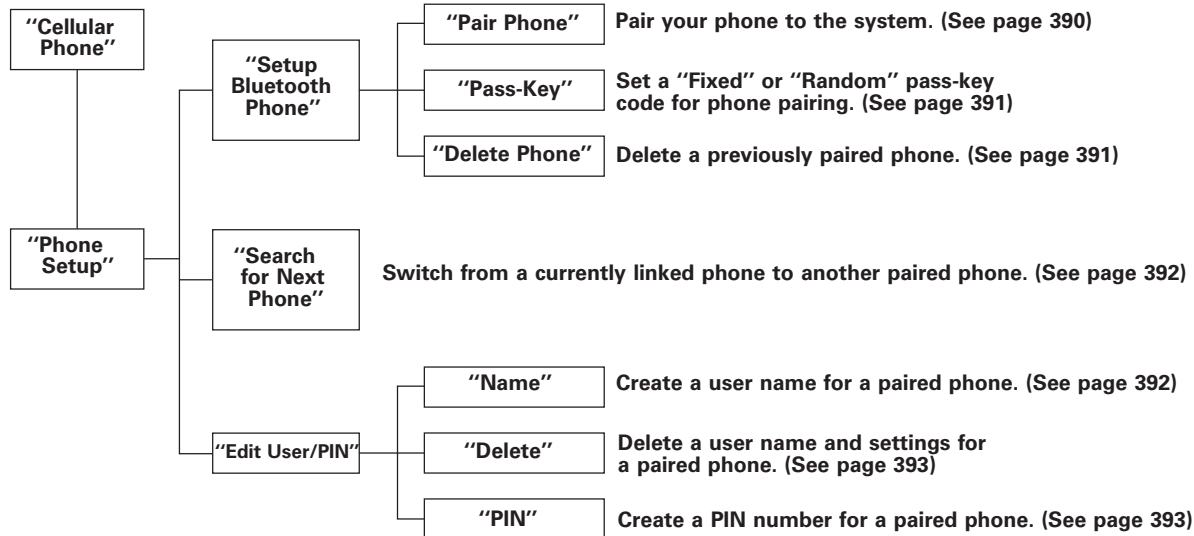 "Cellular
Phone"
"Phone
Setup"
"Setup
Bluetooth
Phone"
"Pair Phone"
Pair your phone to the system. (See page 390)
"Pass-Key"
Set a "Fixed" or "Random" pass-key
code for phone pairing. (See page 391)
"Delete Phone"
Delete a previously paired phone. (See page 391)
"Search
for Next
Phone"
Switch from a currently linked phone to another paired phone. (See page 392)
"Edit User/PIN"
"Name"
Create a user name for a paired phone. (See page 392)
"Delete"
Delete a user name and settings for
a paired phone. (See page 393)
"PIN"
Create a PIN number for a paired phone. (See page 393)